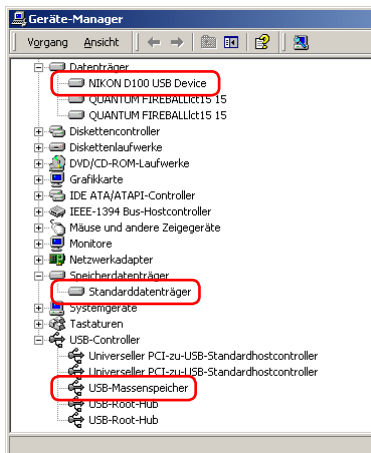 Geräte-Manager
Vorgang Ansicht
Datenträger
NIKON D100 USB Device
QUANTUM FIREBALLlct15 15
QUANTUM FIREBALLlct15 15
Diskettencontroller
Diskettenlaufwerke
DVD/CD-ROM-Laufwerke
Grafikkarte
IDE ATA/ATAPI-Controller
IEEE-1394 Bus-Hostcontroller
Mäuse und andere Zeigegeräte
Monitore
Netzwerkadapter
Speicherdatenträger
Standarddatenträger
Systemgeräte
Tastaturen
USB-Controller
Universeller PCI-zu-USB-Standardhostcontroller
Universeller PCI-zu-USB-Standardhostcontroller
USB-Massenspeicher
USB-Root-Hub
USB-Root-Hub